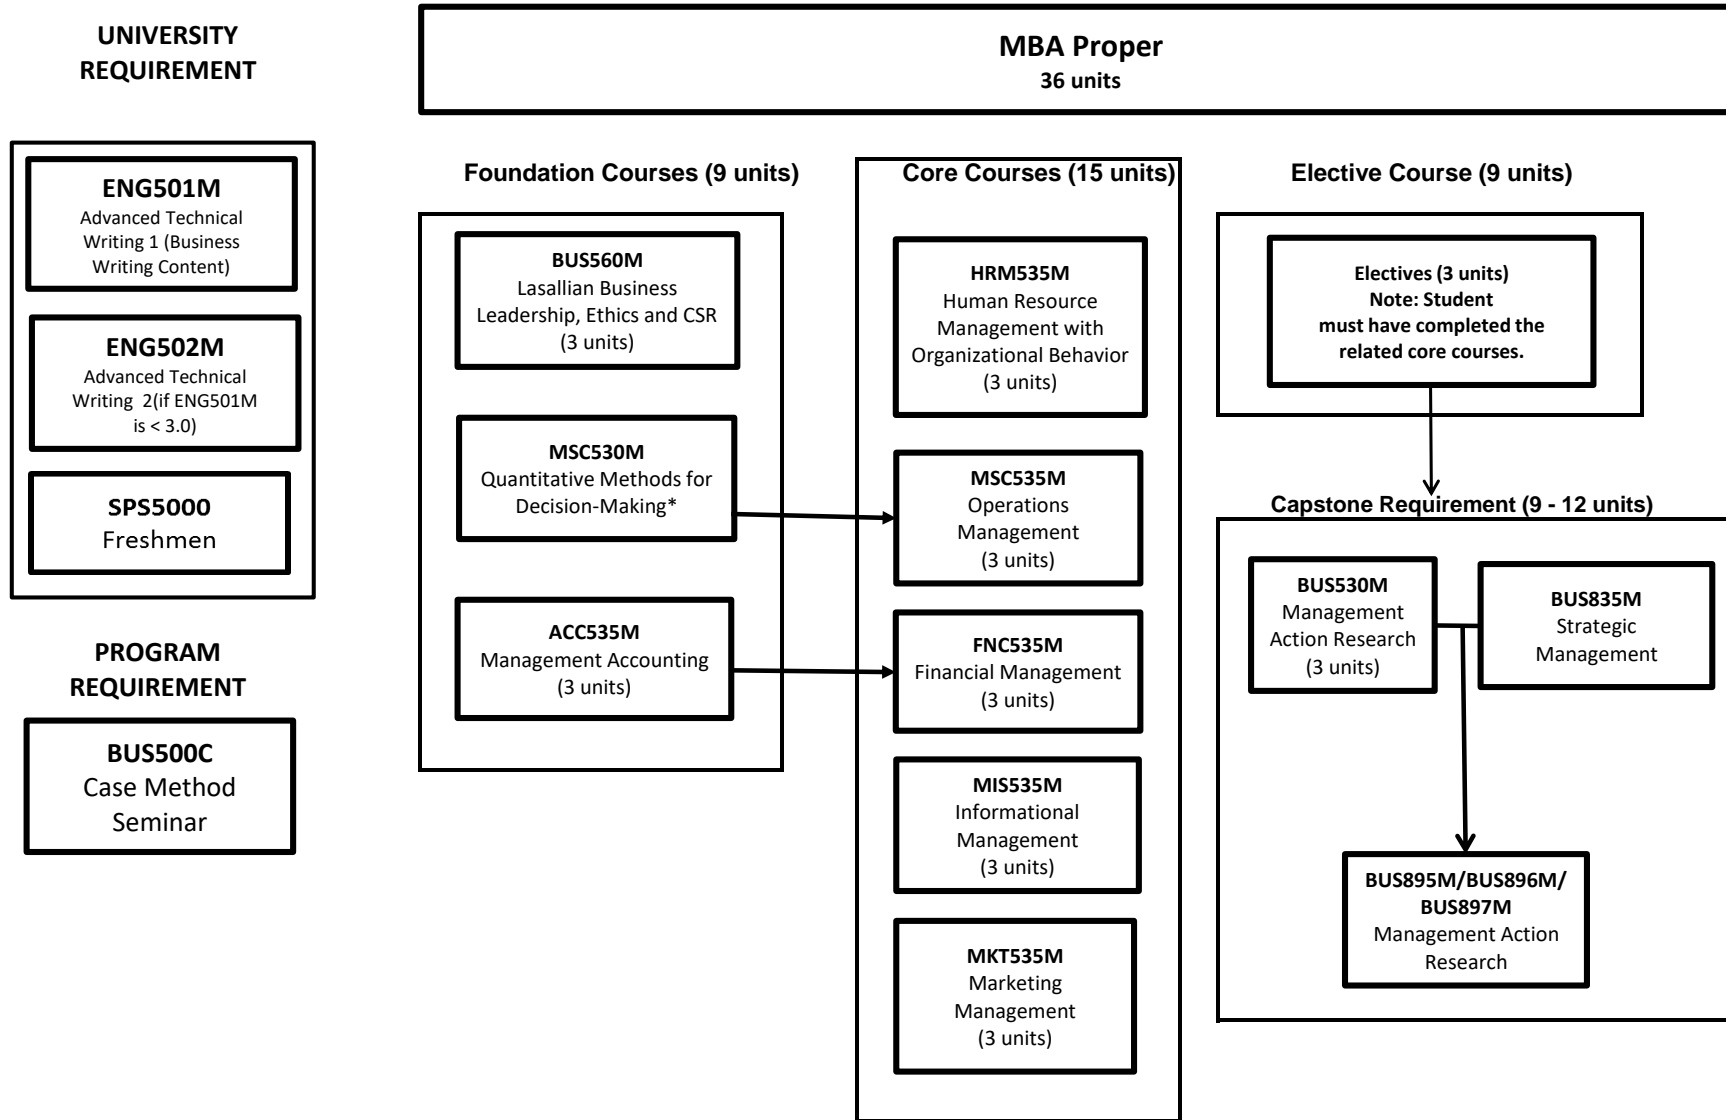 UNIVERSITY
REQUIREMENT
ENG501M
Advanced Technical
Writing 1 (Business
Writing Content)
ENG502M
Advanced Technical
Writing 2(if ENG501M
is < 3.0)
SPS5000
Freshmen
PROGRAM
REQUIREMENT
BUS500C
Case Method
Seminar
MBA Proper
36 units
Foundation Courses (9 units)
BUS560M
Lasallian Business
Leadership, Ethics and CSR
(3 units)
MSC530M
Quantitative Methods for
Decision-Making*
ACC535M
Management Accounting
(3 units)
Core Courses (15 units)
HRM535M
Human Resource
Management with
Organizational Behavior
(3 units)
MSC535M
Operations
Management
(3 units)
FNC535M
Financial Management
(3 units)
MIS535M
Informational
Management
(3 units)
MKT535M
Marketing
Management
(3 units)
Elective Course (9 units)
Electives (3 units)
Note: Student
must have completed the
related core courses.
Capstone Requirement (9 - 12 units)
BUS530M
Management
Action Research
(3 units)
BUS835M
Strategic
Management
BUS895M/BUS896M/
BUS897M
Management Action
Research